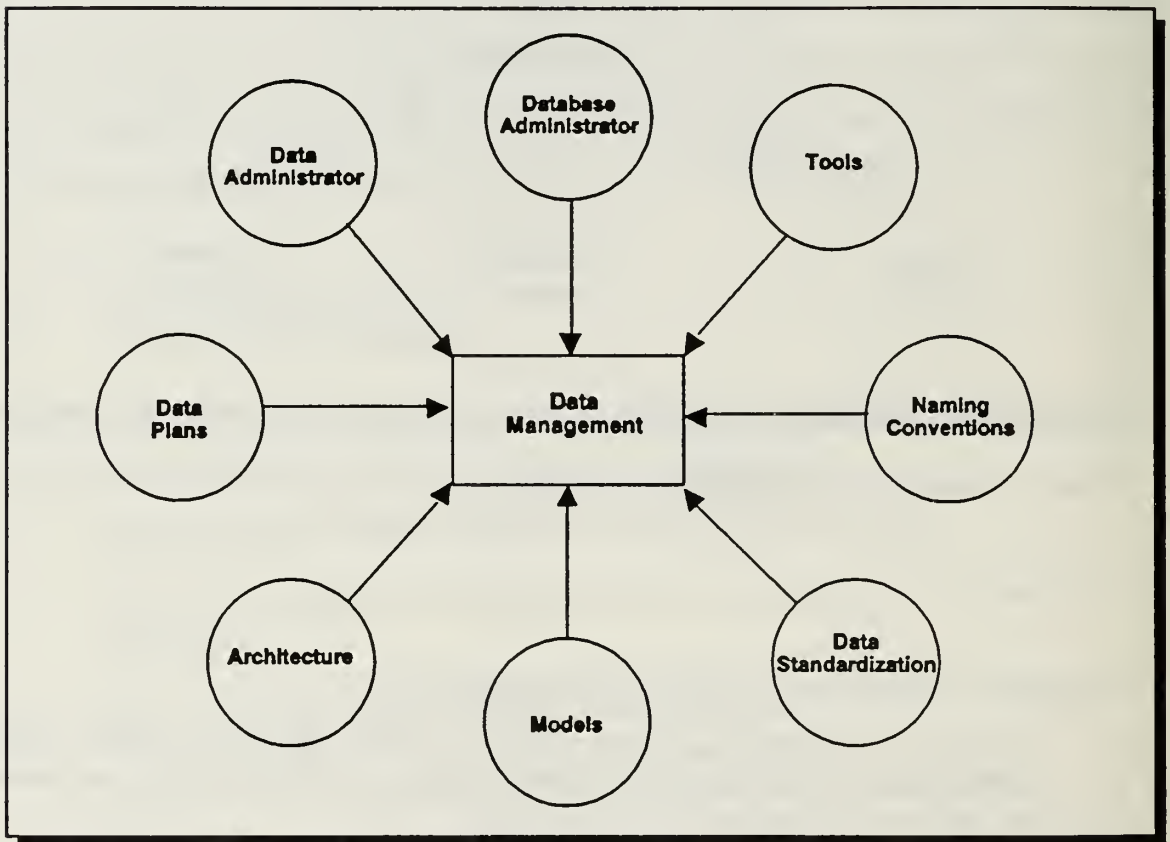 Database
Administrator
Data
Administrator
Tools
Data
Plans
Data
Management
Naming
Conventions
Architecture
Models
Data
Standardization